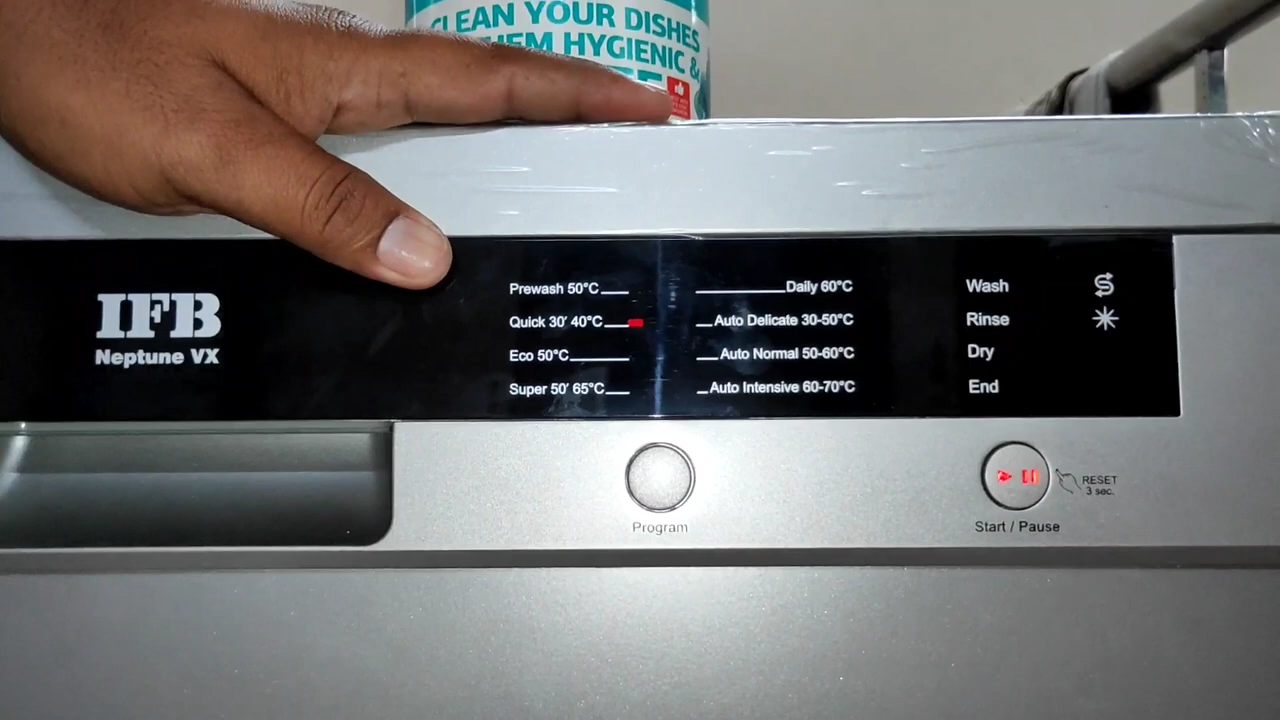 CLEAN YOUR DISHES
HYGIENIC &
IFB
Neptune VX
Prewash 50°C
Quick 30′ 40°C
Eco 50°C
Super 50′ 65°C
Daily 60°C
Auto Delicate 30-50°C
Auto Normal 50-60°C
Auto Intensive 60-70°C
Wash
Rinse
Dry
End
Program
RESET
3 sec.
Start / Pause